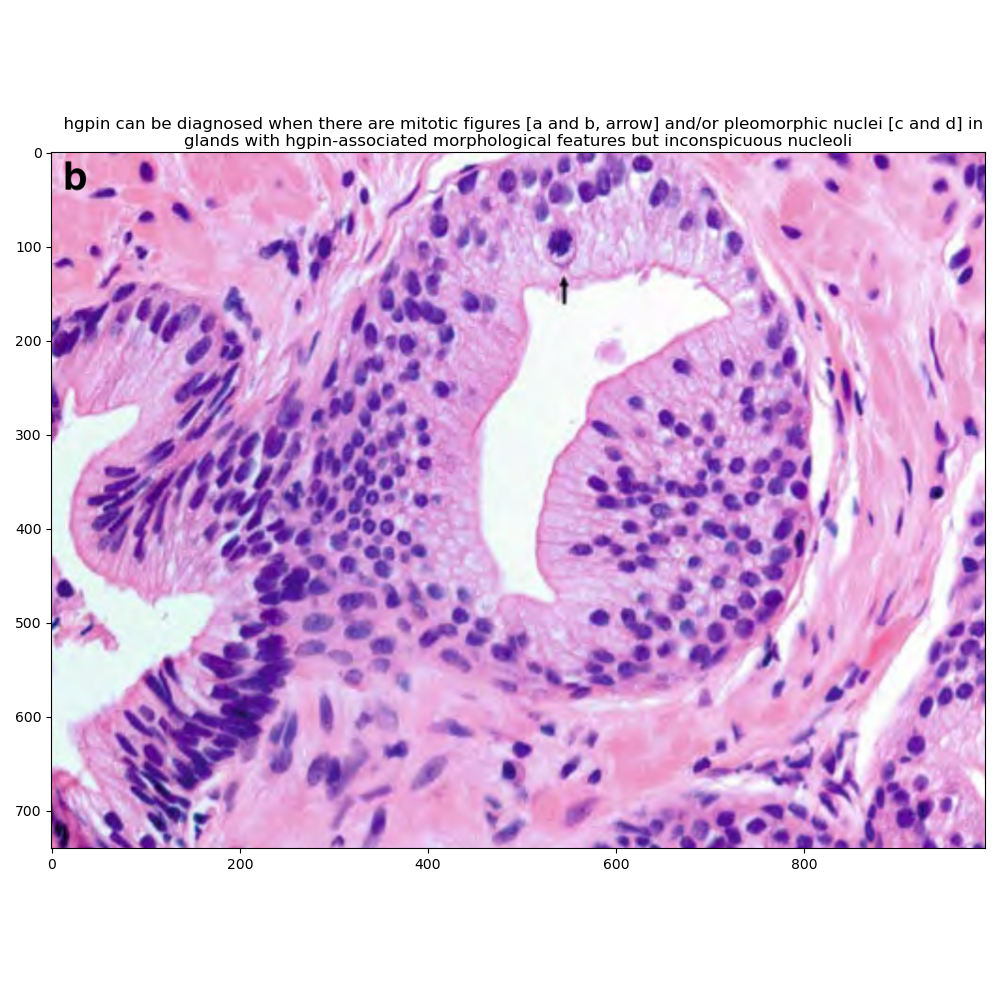 hgpin can be diagnosed when there are mitotic figures [a and b, arrow] and/or pleomorphic nuclei [c and d] in
glands with hgpin-associated morphological features but inconspicuous nucleoli
b
0
100
200
300
400
500
600
700
0 200 400 600 800